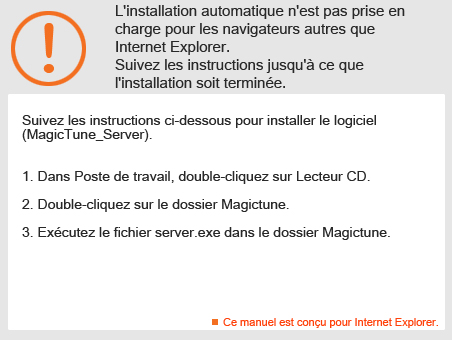 L'installation automatique n'est pas prise en
charge pour les navigateurs autres que
Internet Explorer.
Suivez les instructions jusqu'à ce que
l'installation soit terminée.
Suivez les instructions ci-dessous pour installer le logiciel
(MagicTune_Server).
1. Dans Poste de travail, double-cliquez sur Lecteur CD.
2. Double-cliquez sur le dossier Magictune.
3. Exécutez le fichier server.exe dans le dossier Magictune.
Ce manuel est conçu pour Internet Explorer.